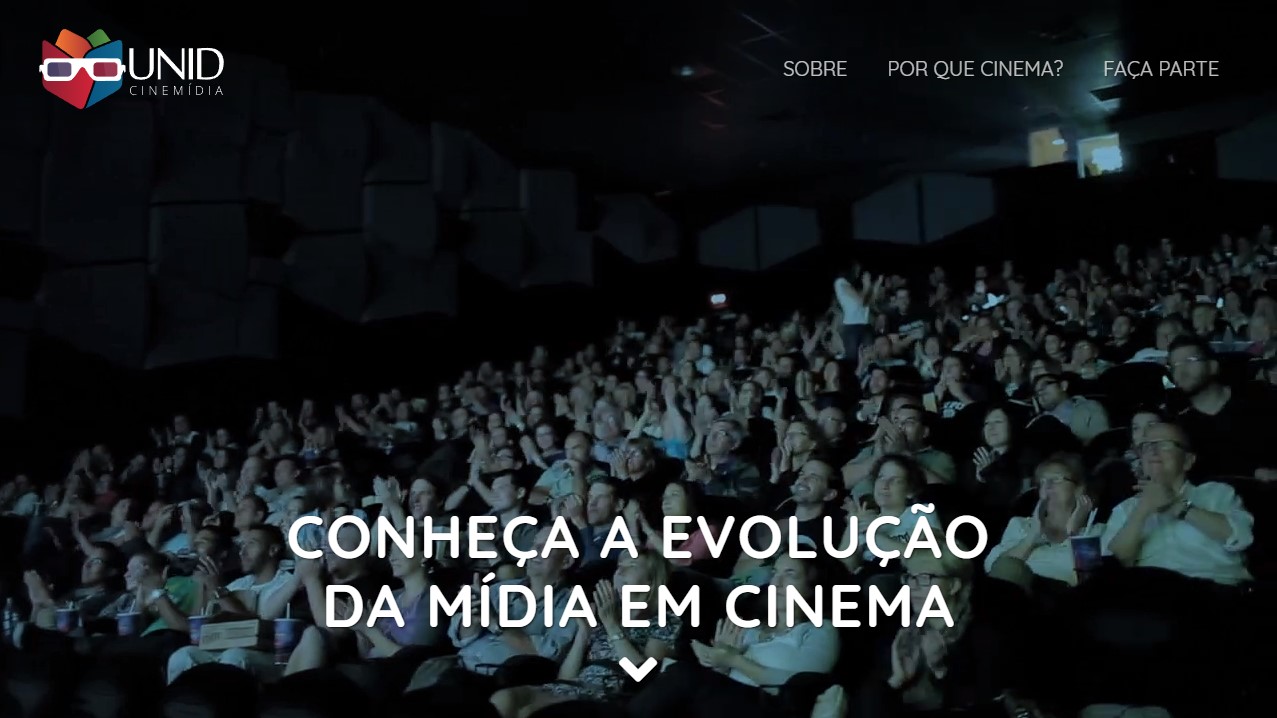 UNID
CINEMÍDIA
SOBRE
POR QUE CINEMA?
FAÇA PARTE
CONHEÇA A EVOLUÇÃO
DA MÍDIA EM CINEMA